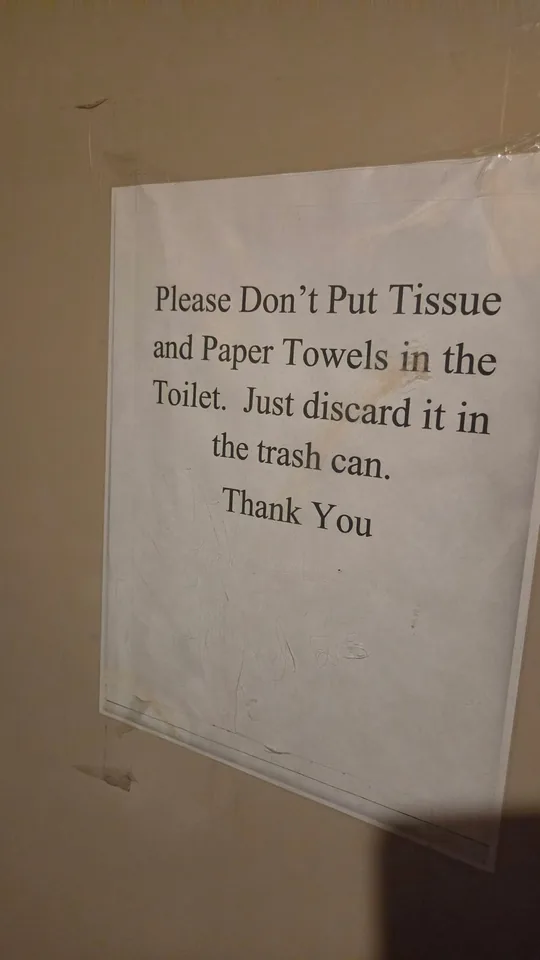 Please Don't Put Tissue
and Paper Towels in the
Toilet.  Just discard it in
the trash can.
Thank You